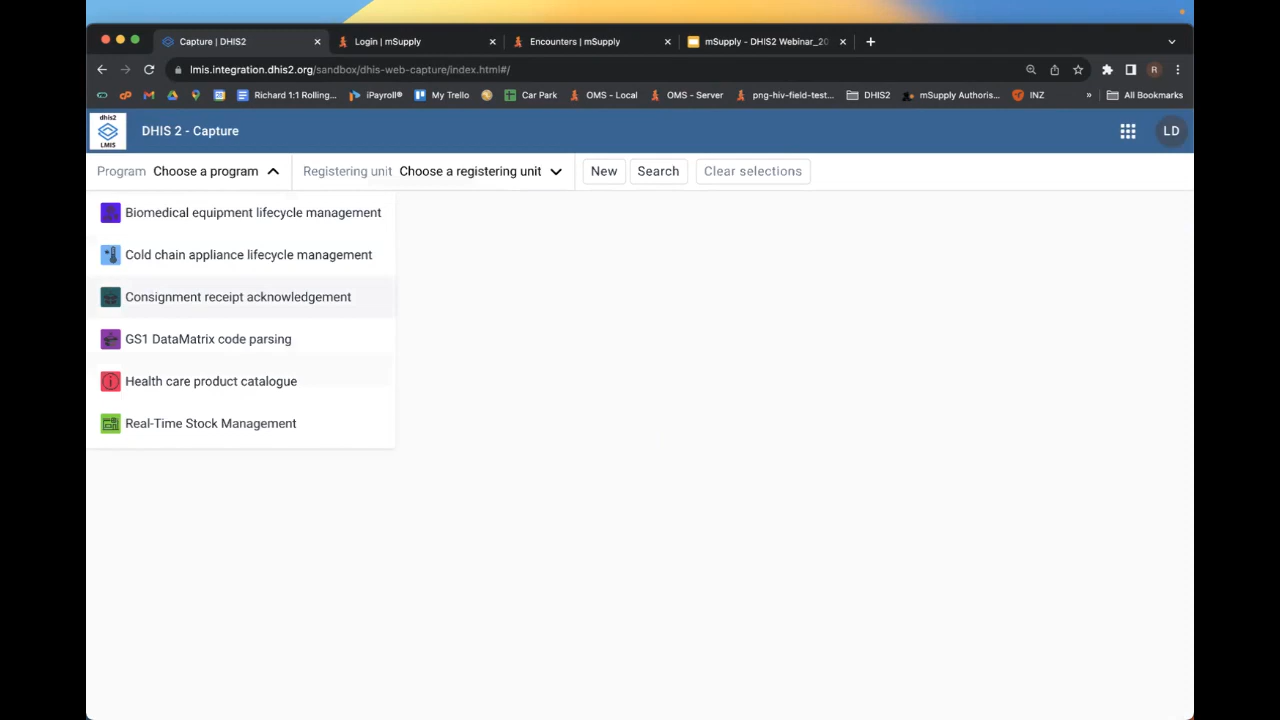 Capture | DHIS2
Login | mSupply
Encounters | mSupply
mSupply - DHIS2 Webinar_20
lmis.integration.dhis2.org/sandbox/dhis-web-capture/index.html#/
R
Richard 1:1 Rolling...
iPayroll®
My Trello
Car Park
OMS - Local
OMS - Server
png-hiv-field-test...
DHIS2
mSupply Authoris...
INZ
»
All Bookmarks
dhis2
LMIS
DHIS 2 - Capture
LD
Program Choose a program
Registering unit Choose a registering unit
New
Search
Clear selections
Biomedical equipment lifecycle management
Cold chain appliance lifecycle management
Consignment receipt acknowledgement
GS1 DataMatrix code parsing
Health care product catalogue
Real-Time Stock Management